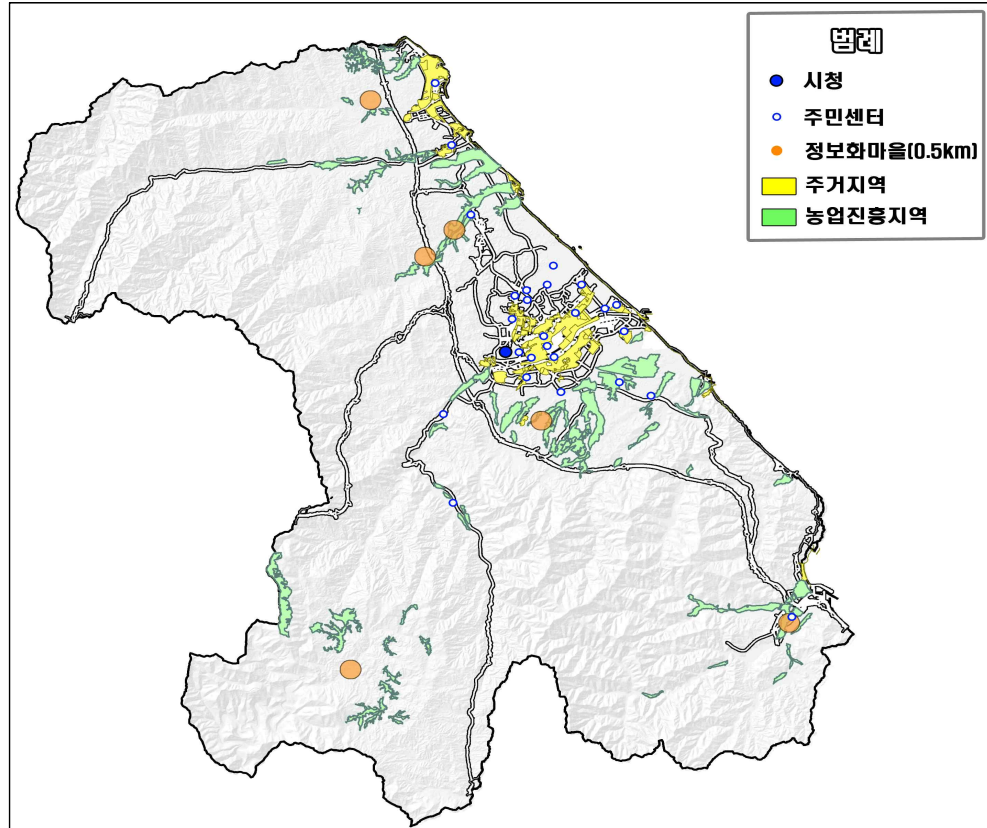 범례
시청
주민센터
정보화마을(0.5km)
주거지역
농업진흥지역